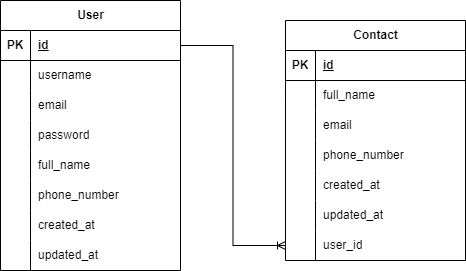 User
PK id
username
email
password
full_name
phone_number
created_at
updated_at
Contact
PK id
full_name
email
phone_number
created_at
updated_at
user_id